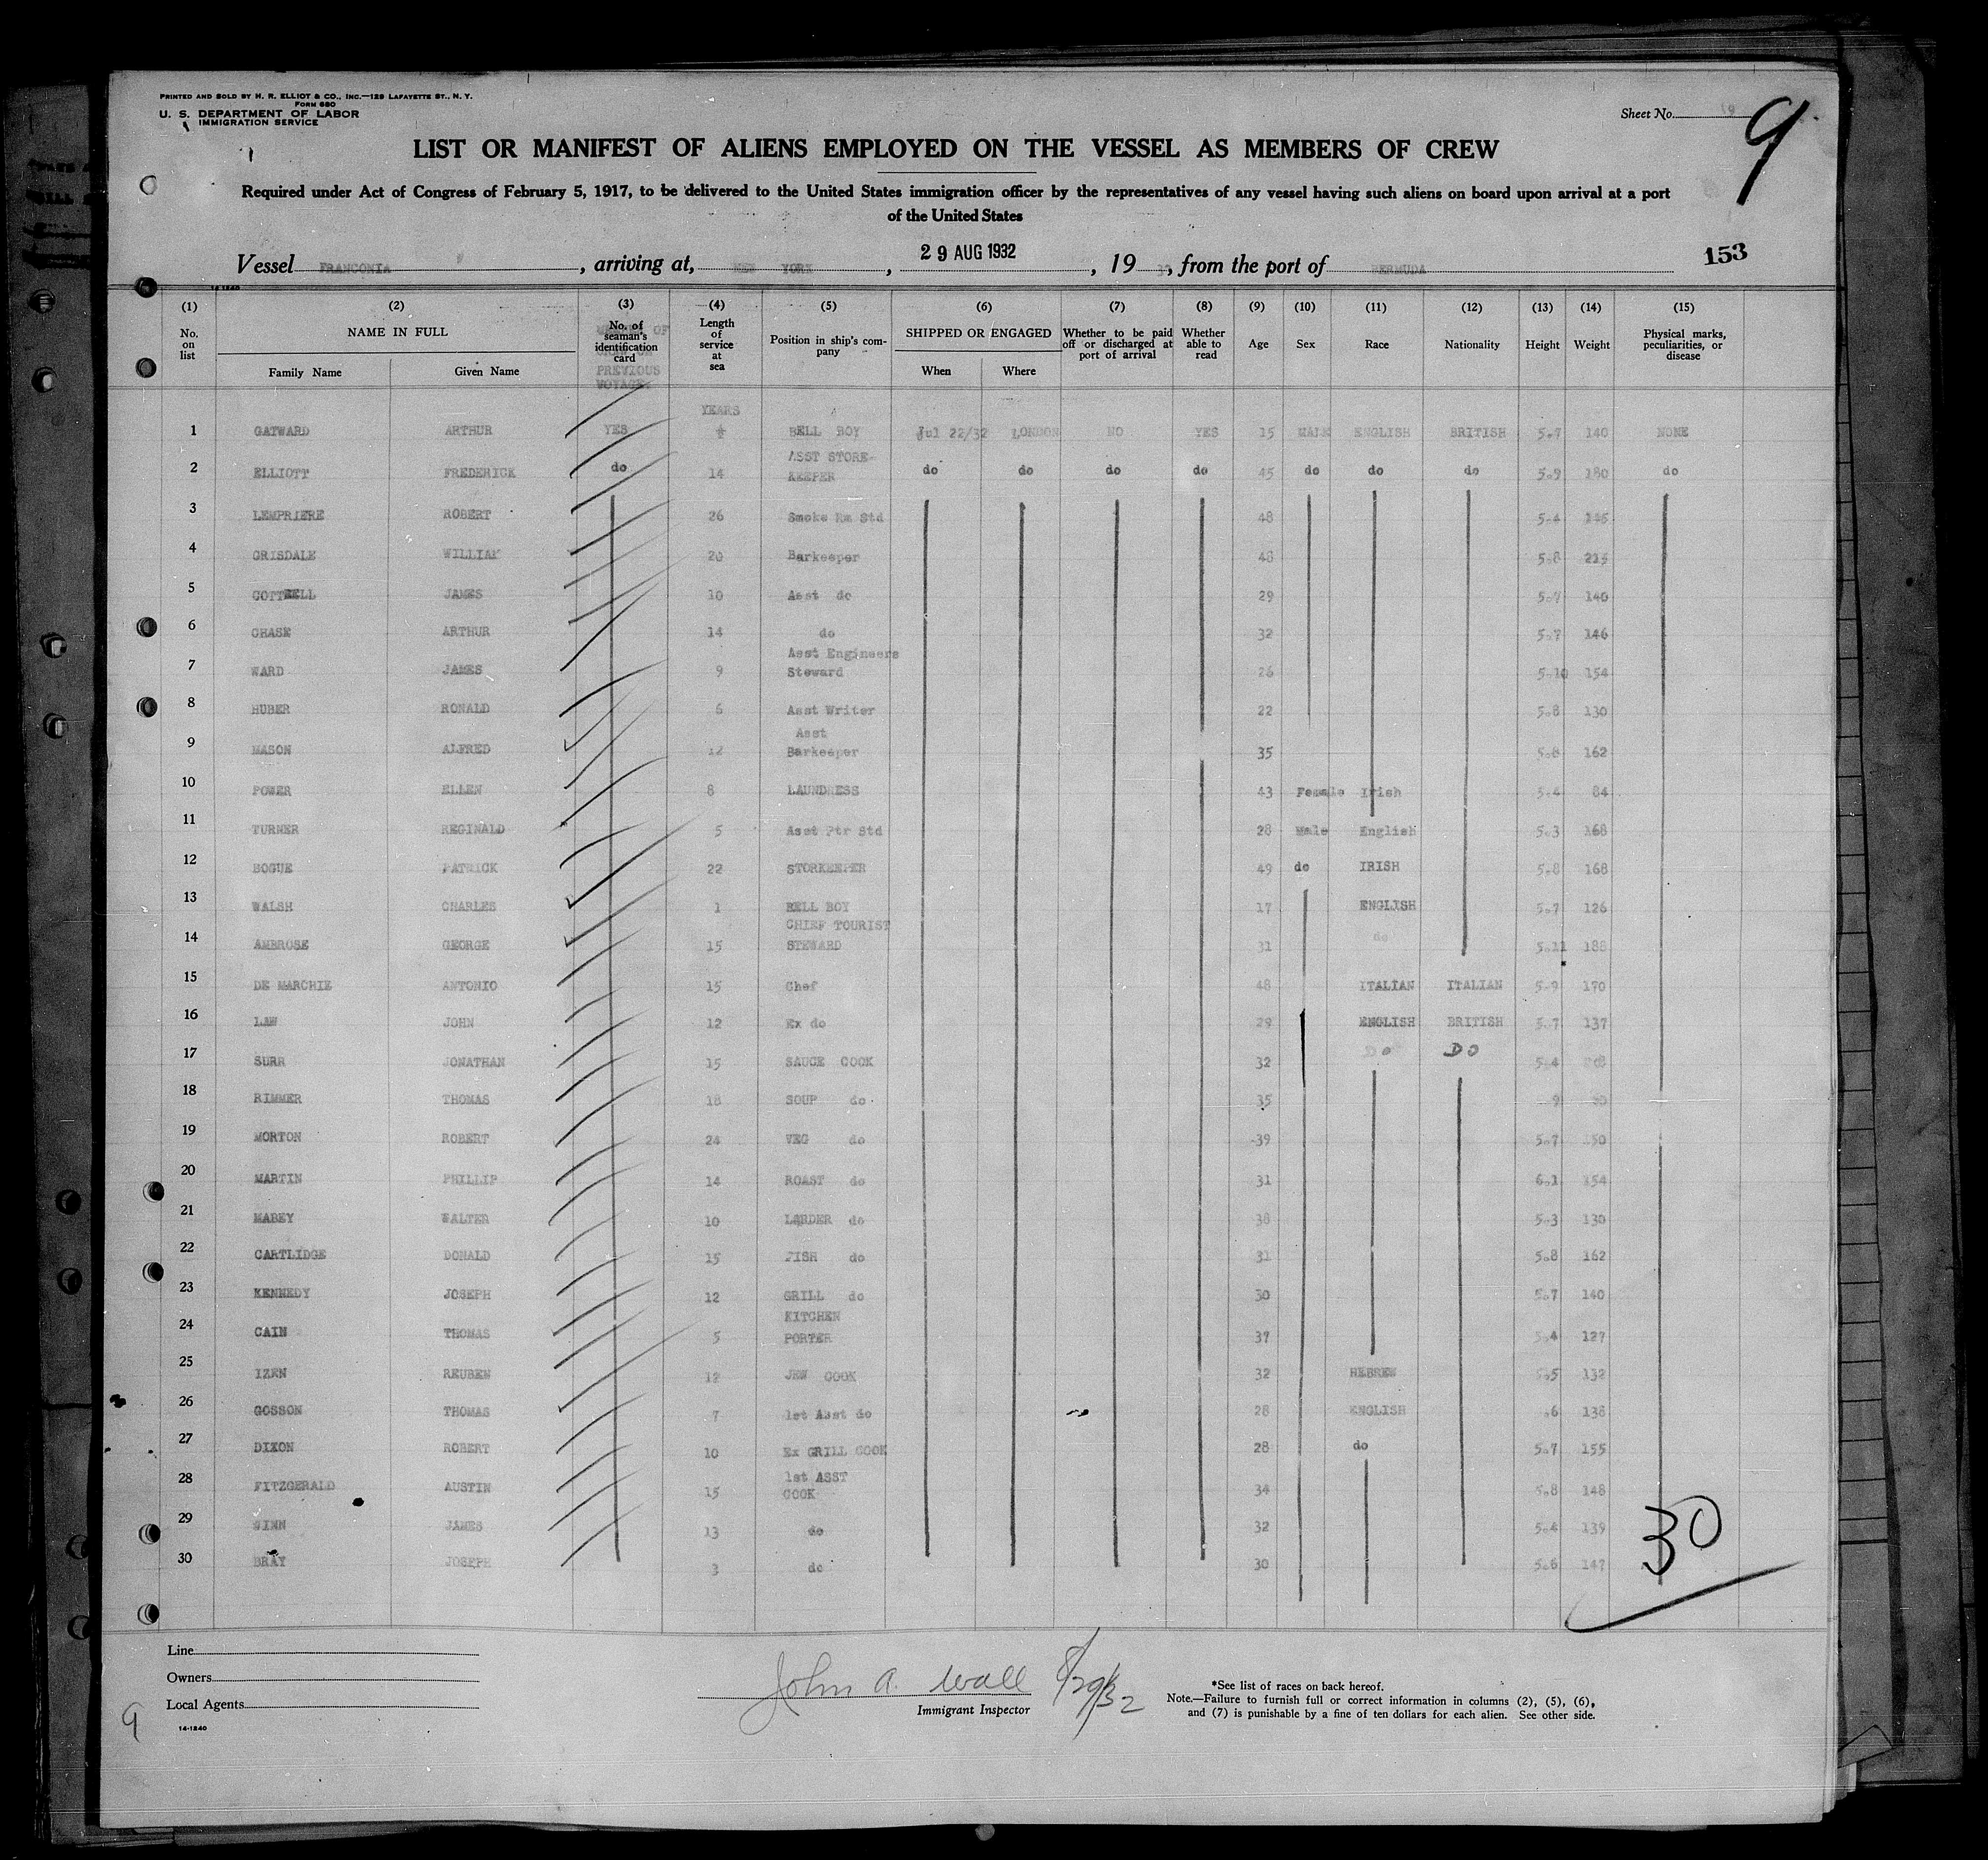 PRINTED AND SOLD BY H. R. ELLIOT & CO., INC.—129 LAFAYETTE ST., N. Y.
FORM 680
U. S. DEPARTMENT OF LABOR
IMMIGRATION SERVICE
Sheet No. 19
9
LIST OR MANIFEST OF ALIENS EMPLOYED ON THE VESSEL AS MEMBERS OF CREW
Required under Act of Congress of February 5, 1917, to be delivered to the United States immigration officer by the representatives of any vessel having such aliens on board upon arrival at a port
of the United States
Vessel FRANCONIA, arriving at, NEW YORK, 29 AUG 1932, 19 32, from the port of BERMUDA 153
14-1240
(1) (2) (3) (4) (5) (6) (7) (8) (9) (10) (11) (12) (13) (14) (15)
No. on list NAME IN FULL Family Name Given Name No. of seaman's identification card PREVIOUS VOYAGE. Length of service at sea Position in ship's company SHIPPED OR ENGAGED When Where Whether to be paid off or discharged at port of arrival Whether able to read Age Sex Race Nationality Height Weight Physical marks, peculiarities, or disease
YEARS
1 GATWARD ARTHUR YES BELL BOY Jul 22/32 LONDON NO YES 15 MALE ENGLISH BRITISH 5.7 140 NONE
2 ELLIOTT FREDERICK do 14 ASST STORE-KEEPER do do do do 45 do do do 5.9 180 do
3 LEMPRIERE ROBERT 26 Smoke Rm Std 48 5.4
4 GRISDALE WILLIAM 20 Barkeeper 48 5.8
5 COTTRELL JAMES 10 Asst do 29 5.7 140
6 CHASE ARTHUR 14 do 32 5.7 146
7 WARD JAMES 9 Asst Engineers Steward 26 5.10 154
8 HUBER RONALD 6 Asst Writer 22 5.8 130
9 MASON ALFRED 12 Asst Barkeeper 35 5.8 162
10 POWER ELLEN 8 LAUNDRESS 43 Female Irish 5.4 84
11 TURNER REGINALD 5 Asst Ptr Std 28 Male English 5.3 168
12 BOGUE PATRICK 22 STORKEEPER 49 do IRISH 5.8 168
13 WALSH CHARLES 1 BELL BOY 17 ENGLISH 5.7 126
14 AMBROSE GEORGE 15 CHIEF TOURIST STEWARD 31 do 5.11 188
15 DE MARCHIE ANTONIO 15 Chef 48 ITALIAN ITALIAN 5.9 170
16 LAW JOHN 12 Ex do 29 ENGLISH BRITISH 5.7 137
17 SURR JONATHAN 15 SAUCE COOK 32 DO DO 5.4
18 RIMMER THOMAS 18 SOUP do 35 9
19 MORTON ROBERT 24 VEG do 39 5.7 150
20 MARTIN PHILLIP 14 ROAST do 31 6.1 154
21 MABEY WALTER 10 LARDER do 38 5.3 130
22 CARTLIDGE DONALD 15 FISH do 31 5.8 162
23 KENNEDY JOSEPH 12 GRILL do 30 5.7 140
24 CAIN THOMAS 5 KITCHEN PORTER 37 5.4 127
25 IZEN REUBEN 12 JEW COOK 32 HEBREW 5.5 132
26 GOSSON THOMAS 7 1st Asst do 28 ENGLISH .6 138
27 DIXON ROBERT 10 Ex GRILL COOK 28 do 5.7 155
28 FITZGERALD AUSTIN 15 1st ASST COOK 34 5.8 148
29 WINN JAMES 13 do 32 5.4 139
30 BRAY JOSEPH 3 do 30 5.6 147
30
Line
Owners
Local Agents
14-1240
9
John A. Wall 8/29/32
Immigrant Inspector
*See list of races on back hereof.
Note.—Failure to furnish full or correct information in columns (2), (5), (6),
and (7) is punishable by a fine of ten dollars for each alien. See other side.